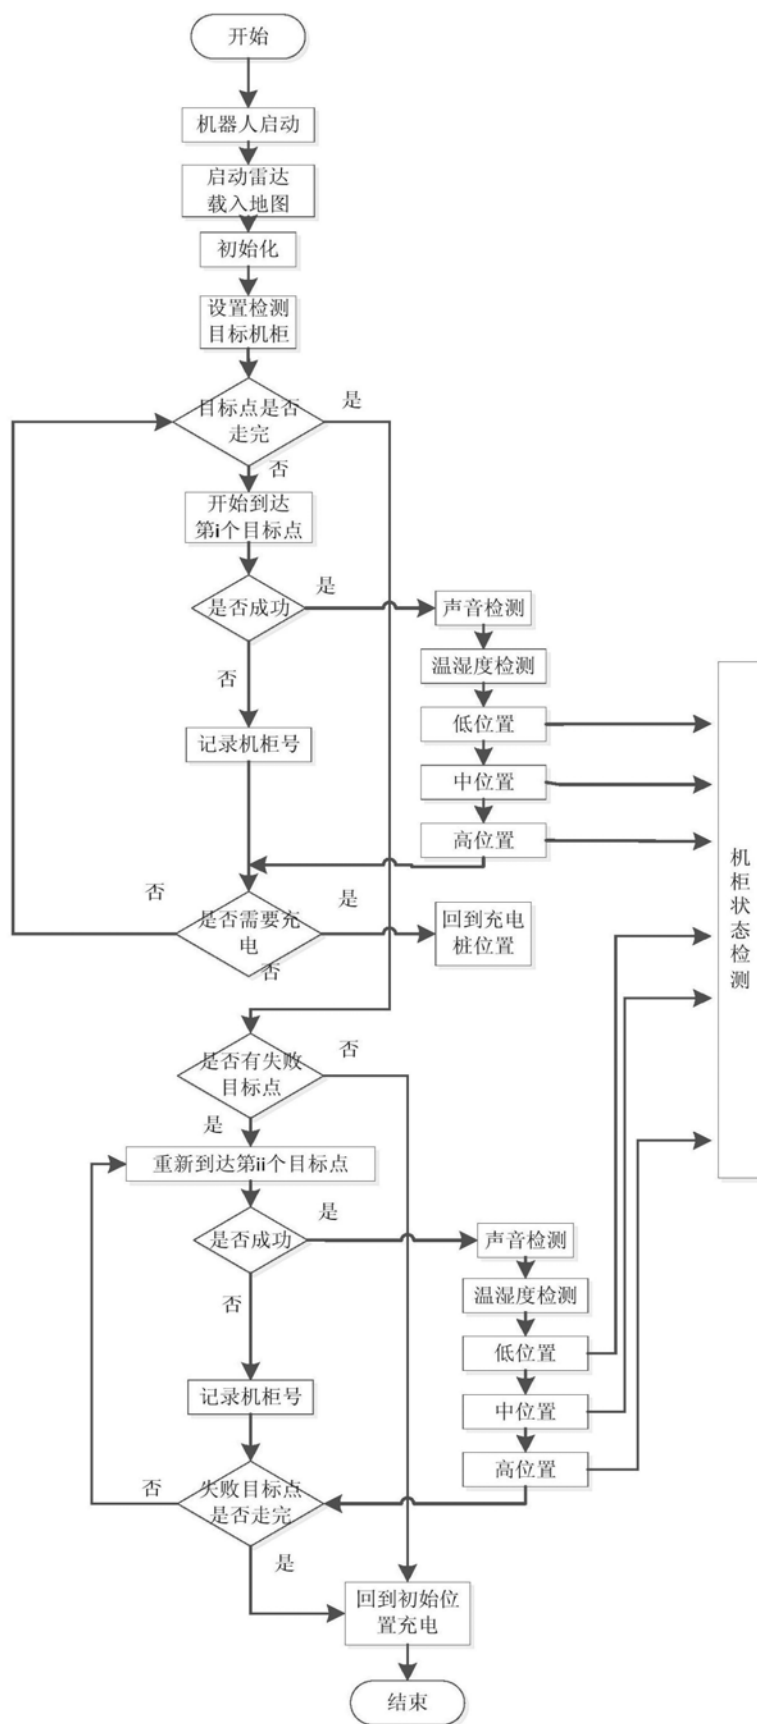 开始
机器人启动
启动雷达
载入地图
初始化
设置检测
目标机柜
目标点是否
走完
是
否
开始到达
第i个目标点
是否成功
是
声音检测
温湿度检测
否
低位置
记录机柜号
中位置
高位置
机柜状态检测
否
是否需要充
电
是
回到充电
桩位置
否
是否有失败
目标点
否
是
重新到达第ii个目标点
是否成功
是
声音检测
温湿度检测
否
低位置
记录机柜号
中位置
高位置
否
失败目标点
是否走完
是
回到初始位
置充电
结束